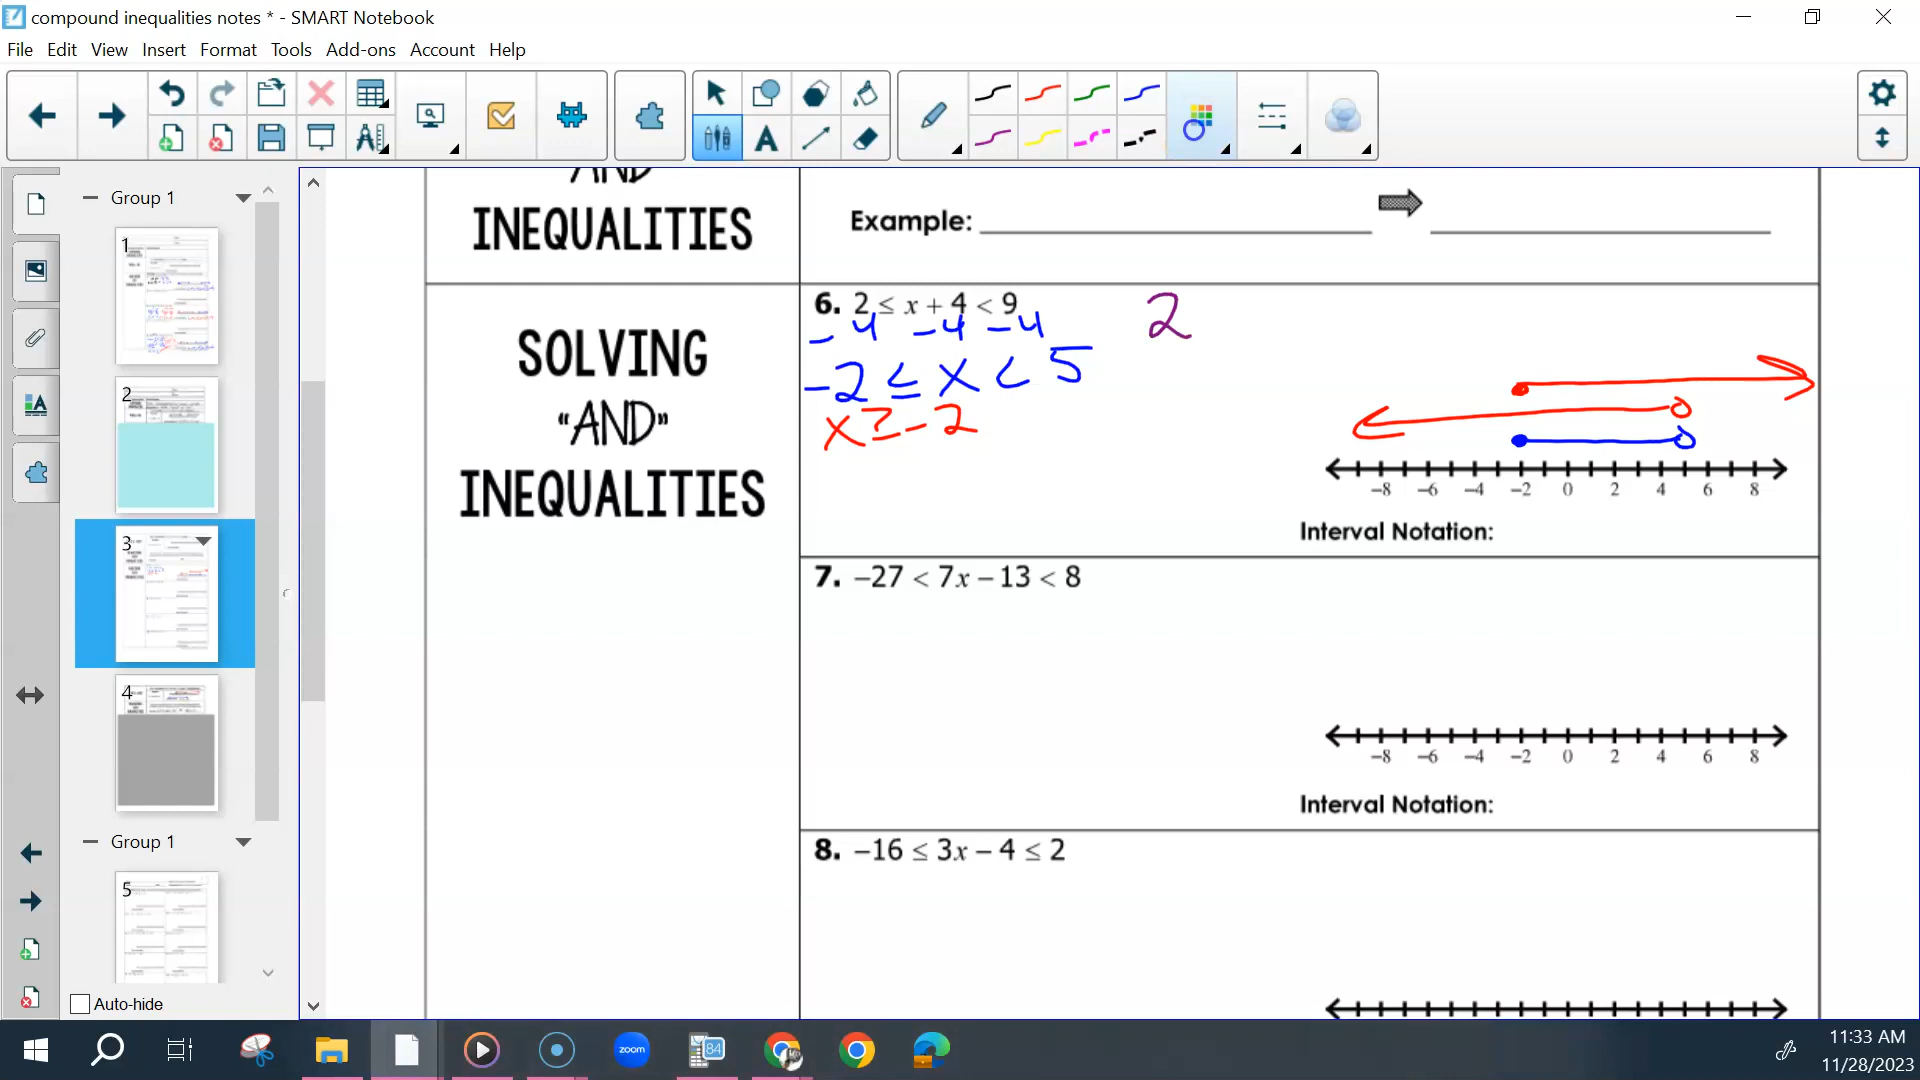 compound inequalities notes * - SMART Notebook
File Edit View Insert Format Tools Add-ons Account Help
Group 1
1
2
3
4
Group 1
5
Auto-hide
AND
INEQUALITIES
Example:
SOLVING
“AND”
INEQUALITIES
6. 2 ≤ x + 4 < 9
-4 -4 -4
-2 ≤ x < 5
x ≥ -2
2
-8 -6 -4 -2 0 2 4 6 8
Interval Notation:
7. -27 < 7x - 13 < 8
-8 -6 -4 -2 0 2 4 6 8
Interval Notation:
8. -16 ≤ 3x - 4 ≤ 2
zoom
84
11:33 AM
11/28/2023